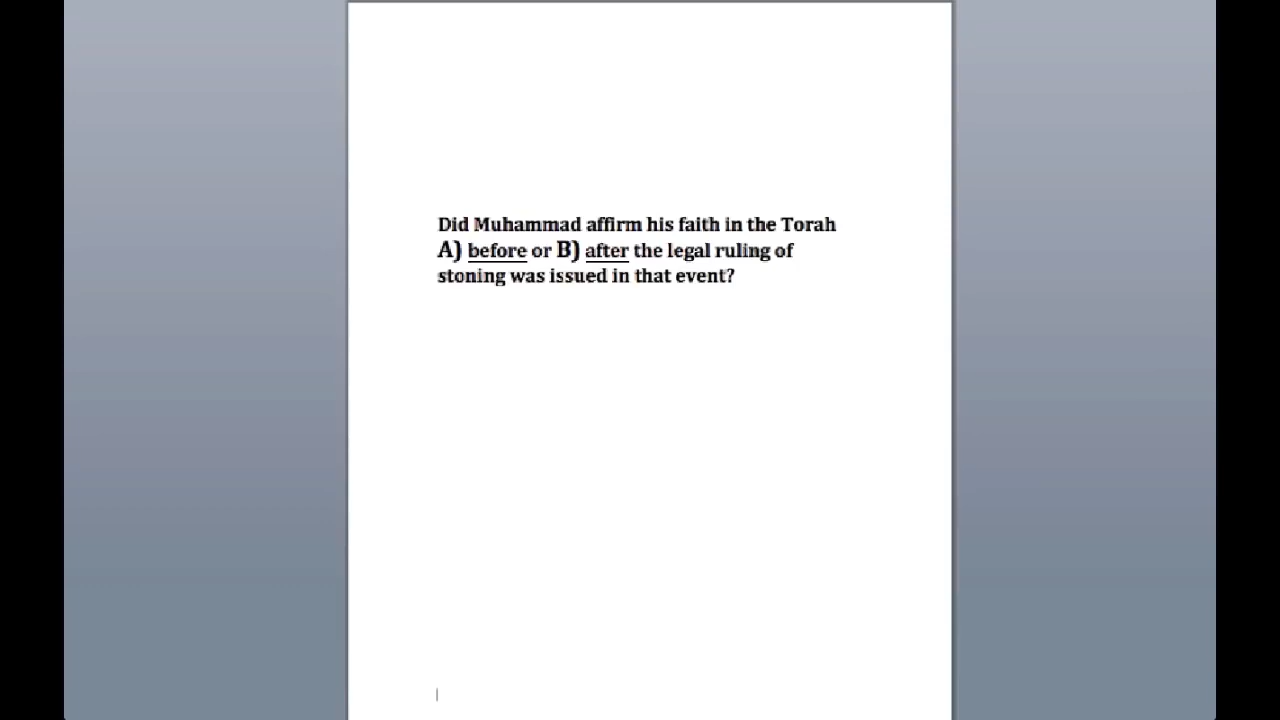 Did Muhammad affirm his faith in the Torah
A) before or B) after the legal ruling of
stoning was issued in that event?